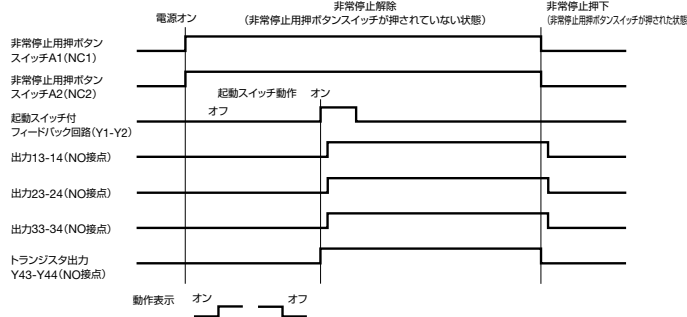 電源オン
非常停止解除
(非常停止用押ボタンスイッチが押されていない状態)
非常停止押下
(非常停止用押ボタンスイッチが押された状態
非常停止用押ボタン
スイッチA1(NC1)
非常停止用押ボタン
スイッチA2(NC2)
起動スイッチ動作 オン
オフ
起動スイッチ付
フィードバック回路(Y1-Y2)
出力13-14(NO接点)
出力23-24(NO接点)
出力33-34(NO接点)
トランジスタ出力
Y43-Y44(NO接点)
動作表示 オン オフ